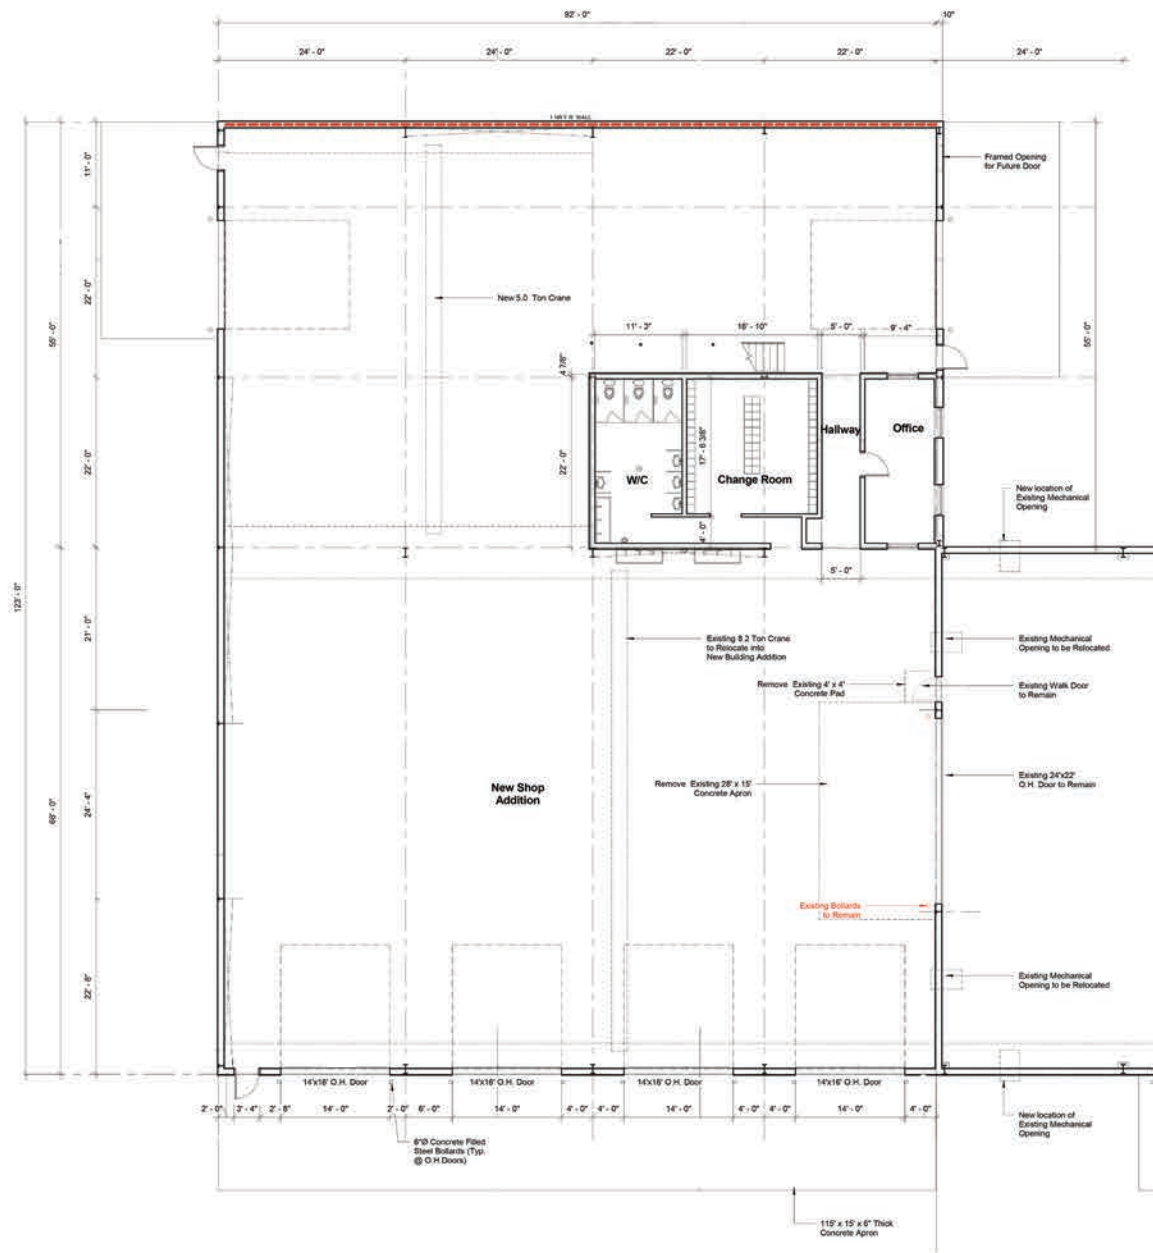 92' - 0"
10"
24' - 0"
24' - 0"
22' - 0"
22' - 0"
24' - 0"
1 HR F.R. WALL
11' - 0"
Framed Opening
for Future Door
22' - 0"
New 5.0 Ton Crane
55' - 0"
55' - 0"
11' - 3"
16' - 10"
5' - 0"
9' - 4"
4 7/8"
Hallway
Office
22' - 0"
22' - 0"
17' - 6 3/8"
W/C
Change Room
New location of
Existing Mechanical
Opening
4' - 0"
5' - 0"
123' - 0"
21' - 0"
Existing 8.2 Ton Crane
to Relocate into
New Building Addition
Existing Mechanical
Opening to be Relocated
Remove Existing 4' x 4'
Concrete Pad
Existing Walk Door
to Remain
New Shop
Addition
Remove Existing 28' x 15'
Concrete Apron
Existing 24'x22'
O.H. Door to Remain
24' - 4"
68' - 0"
Existing Bollards
to Remain
22' - 8"
Existing Mechanical
Opening to be Relocated
14'x16' O.H. Door
14'x16' O.H. Door
14'x16' O.H. Door
14'x16' O.H. Door
2' - 0"
3' - 4"
2' - 8"
14' - 0"
2' - 0"
6' - 0"
14' - 0"
4' - 0"
4' - 0"
14' - 0"
4' - 0"
4' - 0"
14' - 0"
4' - 0"
New location of
Existing Mechanical
Opening
6"Ø Concrete Filled
Steel Bollards (Typ.
@ O.H.Doors)
115' x 15' x 6" Thick
Concrete Apron